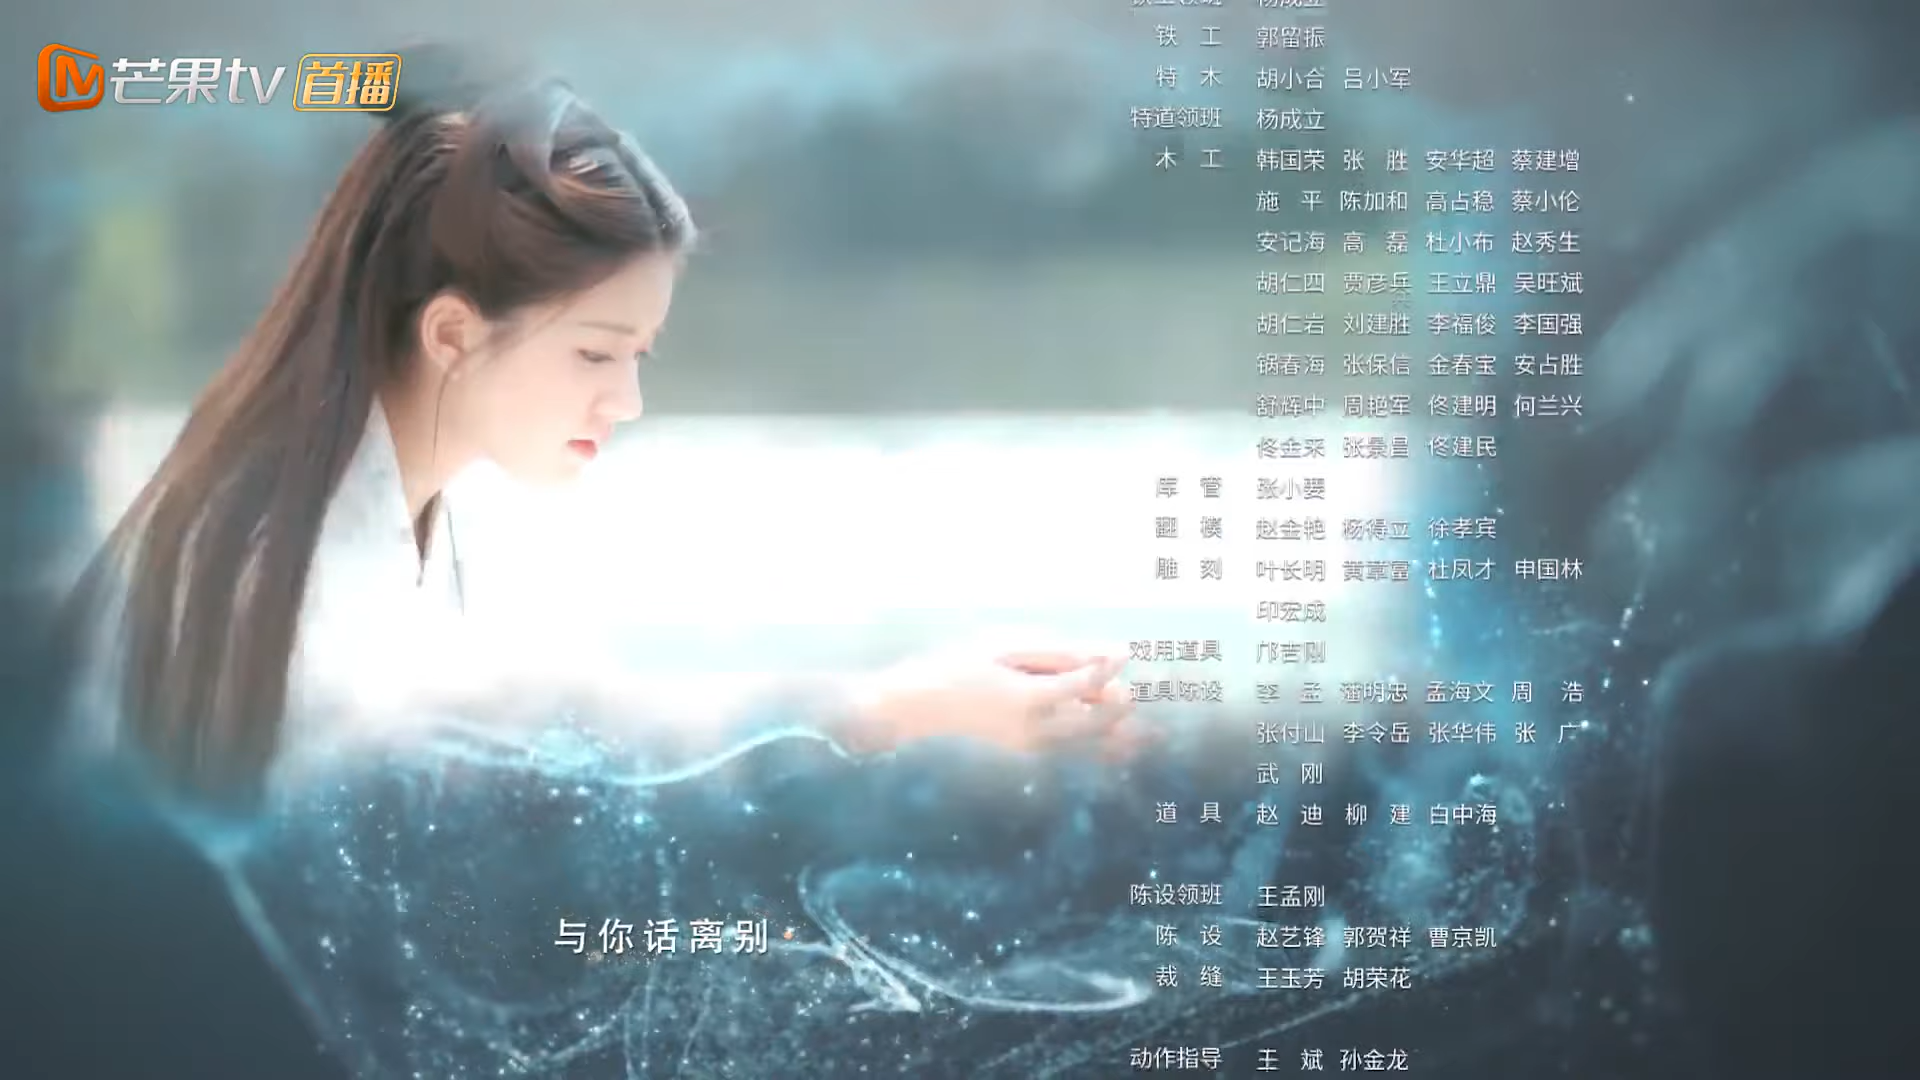 芒果tv 首播
杨成立
铁 工 郭留振
特 木 胡小合 吕小军
特道领班 杨成立
木 工 韩国荣 张 胜 安华超 蔡建增
施 平 陈加和 高占稳 蔡小伦
安记海 高 磊 杜小布 赵秀生
胡仁四 贾彦兵 王立鼎 吴旺斌
胡仁岩 刘建胜 李福俊 李国强
锅春海 张保信 金春宝 安占胜
舒辉中 周艳军 佟建明 何兰兴
佟金来 张景昌 佟建民
库 管 张小要
翻 模 赵金艳 杨得立 徐孝宾
雕 刻 叶长明 黄章富 杜凤才 申国林
印宏成
戏用道具 邝吉刚
道具陈设 李 孟 潘明忠 孟海文 周 浩
张付山 李令岳 张华伟 张 广
武 刚
道 具 赵 迪 柳 建 白中海
陈设领班 王孟刚
陈 设 赵艺锋 郭贺祥 曹京凯
与你话离别
裁 缝 王玉芳 胡荣花
动作指导 王 斌 孙金龙